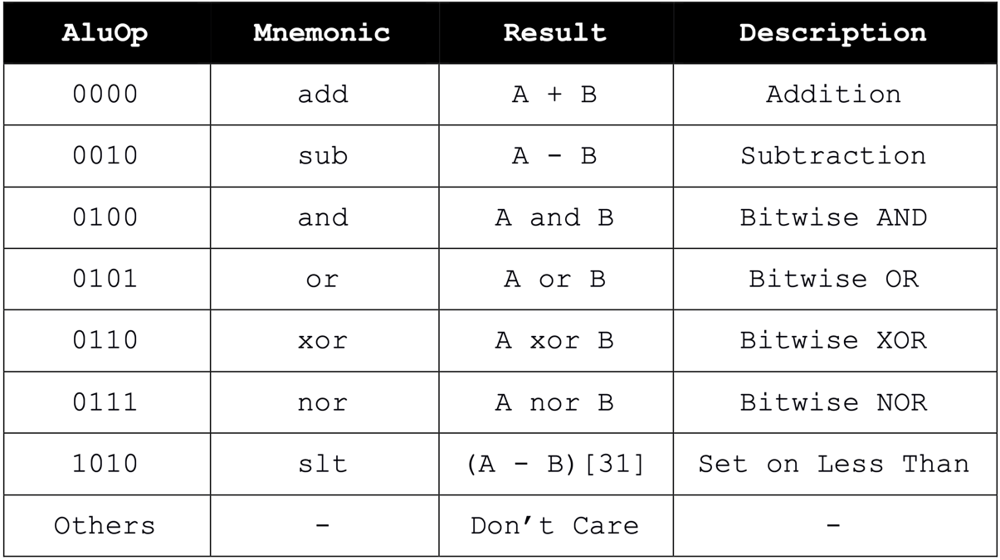 AluOp Mnemonic Result Description
0000 add A + B Addition
0010 sub A - B Subtraction
0100 and A and B Bitwise AND
0101 or A or B Bitwise OR
0110 xor A xor B Bitwise XOR
0111 nor A nor B Bitwise NOR
1010 slt (A - B)[31] Set on Less Than
Others - Don’t Care -